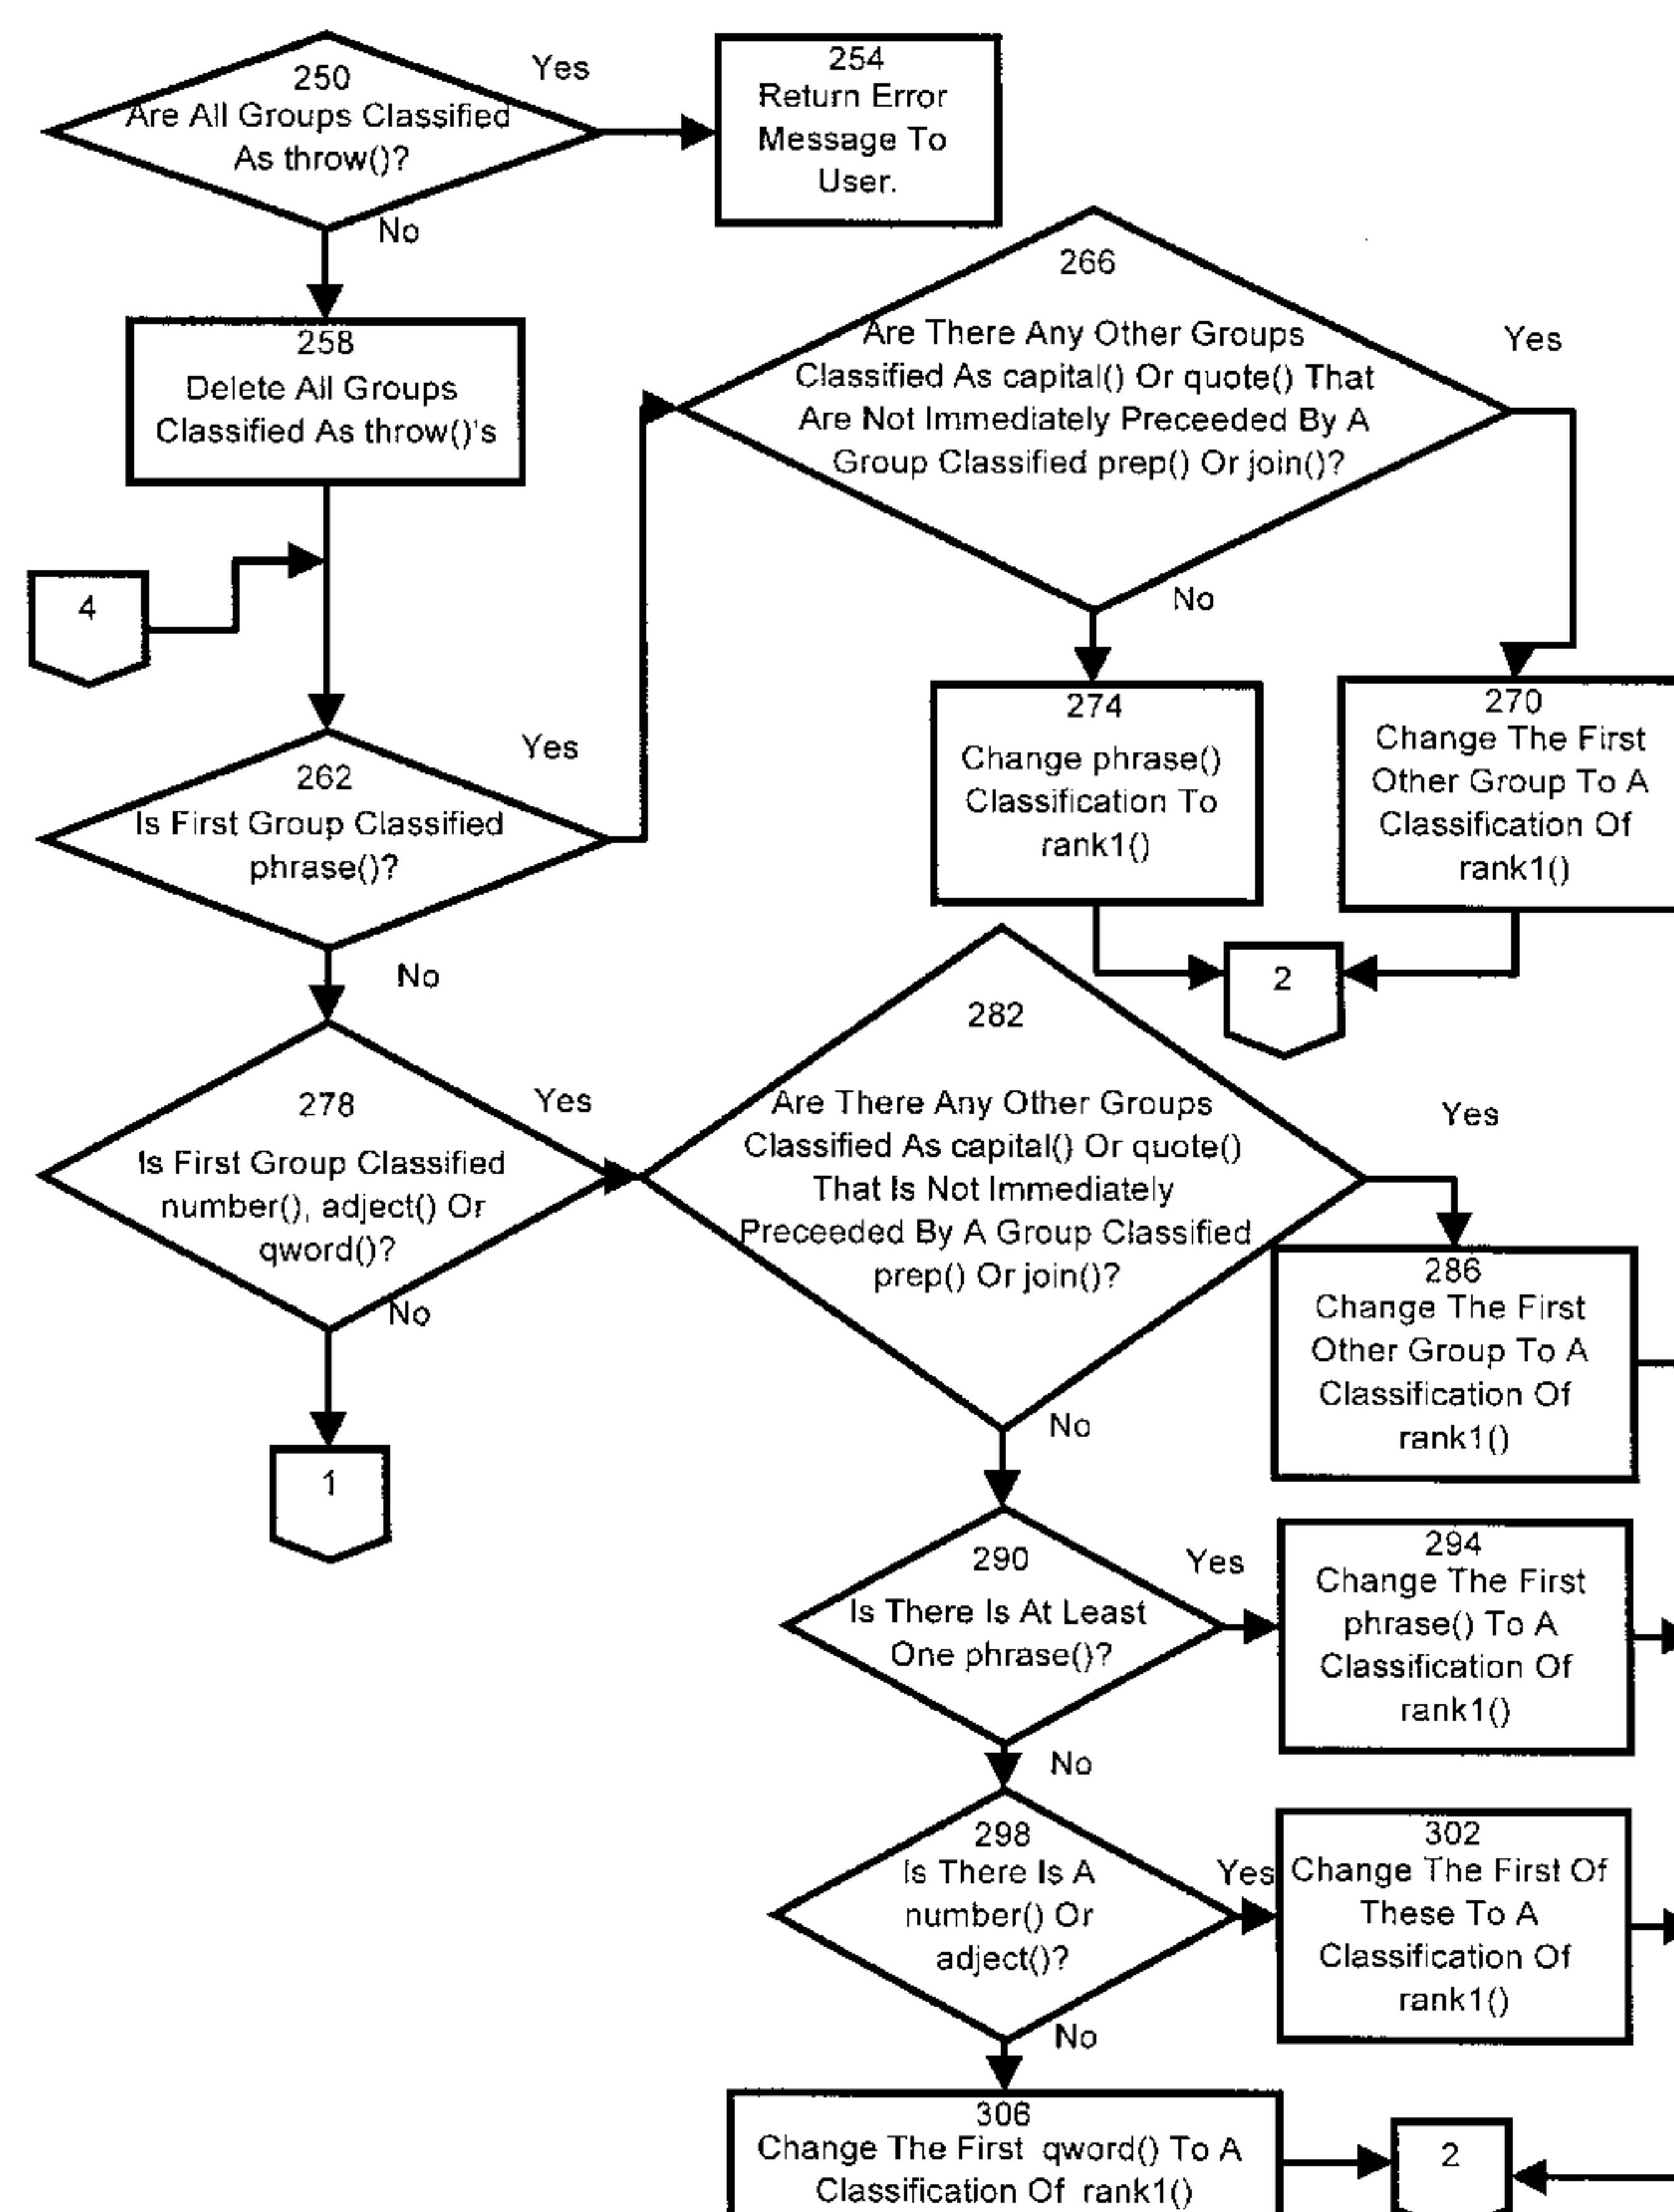 250
Are All Groups Classified
As throw()?
Yes
No
254
Return Error
Message To
User.
258
Delete All Groups
Classified As throw()'s
4
266
Are There Any Other Groups
Classified As capital() Or quote() That
Are Not Immediately Preceeded By A
Group Classified prep() Or join()?
Yes
No
262
Is First Group Classified
phrase()?
Yes
No
274
Change phrase()
Classification To
rank1()
270
Change The First
Other Group To A
Classification Of
rank1()
2
278
Is First Group Classified
number(), adject() Or
qword()?
Yes
No
1
282
Are There Any Other Groups
Classified As capital() Or quote()
That Is Not Immediately
Preceeded By A Group Classified
prep() Or join()?
Yes
No
286
Change The First
Other Group To A
Classification Of
rank1()
290
Is There Is At Least
One phrase()?
Yes
No
294
Change The First
phrase() To A
Classification Of
rank1()
298
Is There Is A
number() Or
adject()?
Yes
No
302
Change The First Of
These To A
Classification Of
rank1()
306
Change The First qword() To A
Classification Of rank1()
2